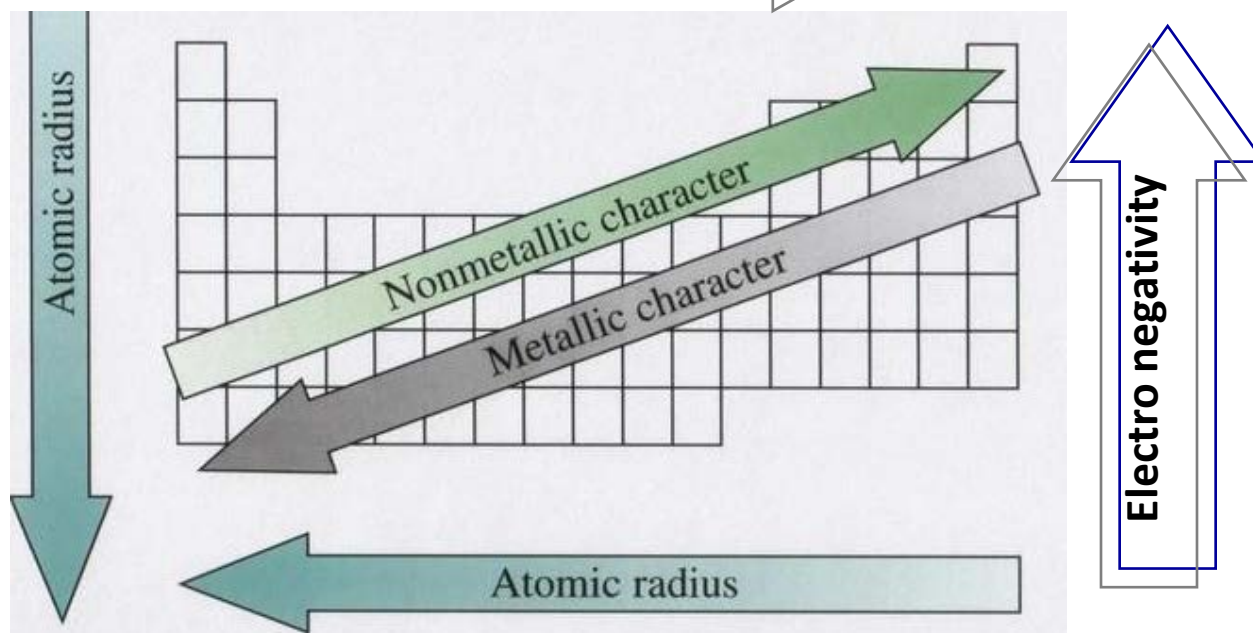 Atomic radius
Nonmetallic character
Metallic character
Electro negativity
Atomic radius